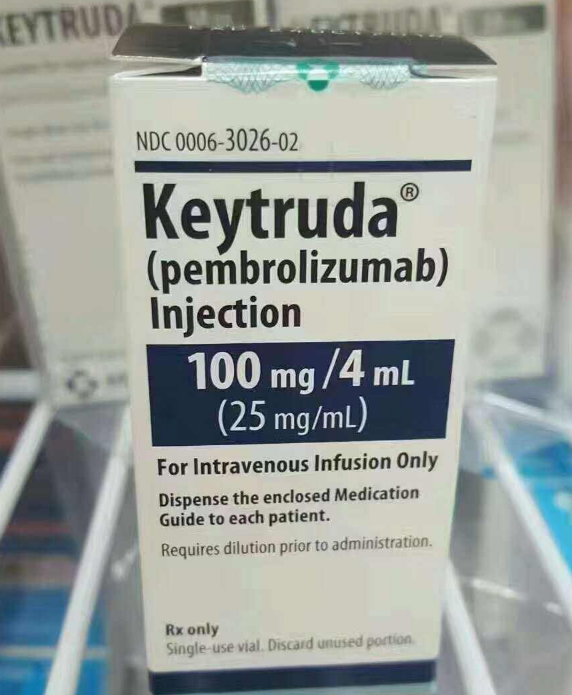 KEYTRUDA
KEYTRUDA
NDC 0006-3026-02
Keytruda®
(pembrolizumab)
Injection
100 mg/4 mL
(25 mg/mL)
For Intravenous Infusion Only
Dispense the enclosed Medication
Guide to each patient.
Requires dilution prior to administration.
Rx only
Single-use vial. Discard unused portion.